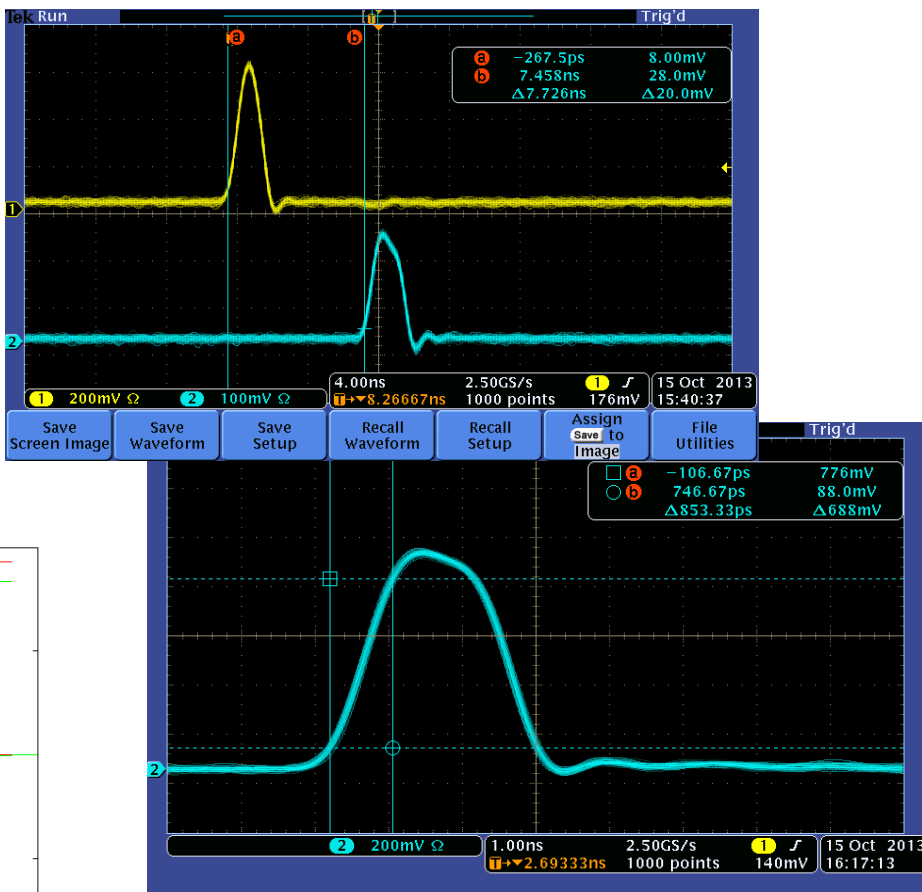 Tek Run Trig'd
T
a b
a −267.5ps 8.00mV
b 7.458ns 28.0mV
Δ7.726ns Δ20.0mV
1
2
1 200mV Ω 2 100mV Ω
4.00ns 2.50GS/s 1 15 Oct 2013
T→▼8.26667ns 1000 points 176mV 15:40:37
Save Screen Image
Save Waveform
Save Setup
Recall Waveform
Recall Setup
Assign Save to Image
File Utilities
Trig'd
a −106.67ps 776mV
b 746.67ps 88.0mV
Δ853.33ps Δ688mV
2
2 200mV Ω
1.00ns 2.50GS/s 1 15 Oct 2013
T→▼2.69333ns 1000 points 140mV 16:17:13